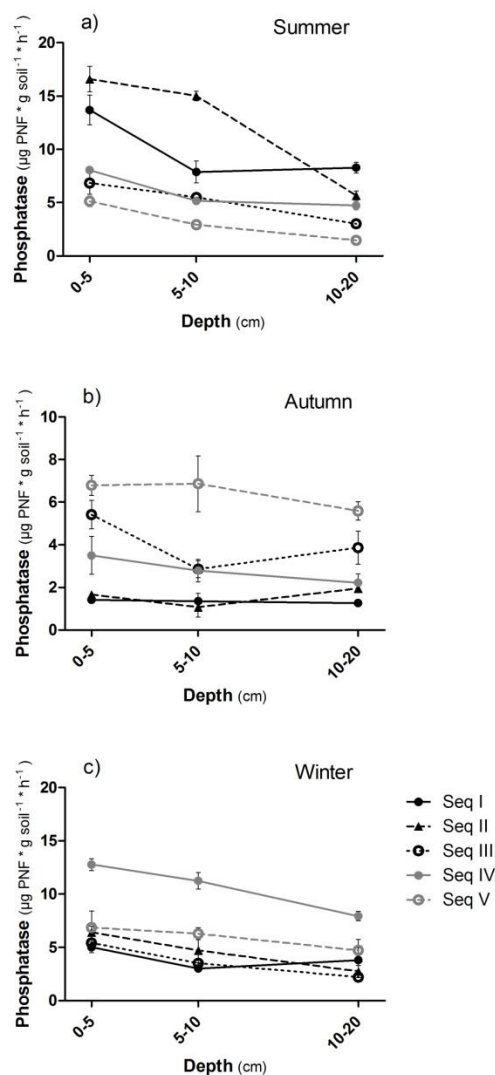 a)
Summer
Phosphatase (µg PNF * g soil⁻¹ * h⁻¹ )
20
15
10
5
0
0-5
5-10
10-20
Depth (cm)
b)
Autumn
Phosphatase (µg PNF * g soil⁻¹ * h⁻¹ )
10
8
6
4
2
0
0-5
5-10
10-20
Depth (cm)
c)
Winter
Phosphatase (µg PNF * g soil⁻¹ * h⁻¹ )
20
15
10
5
0
0-5
5-10
10-20
Depth (cm)
Seq I
Seq II
Seq III
Seq IV
Seq V